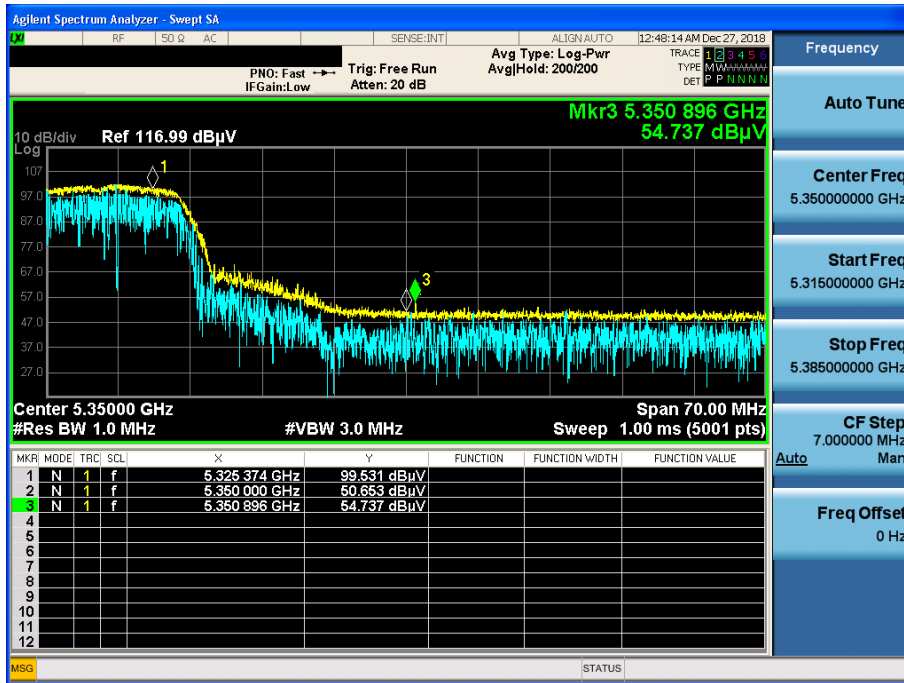 Agilent Spectrum Analyzer - Swept SA
LXI RF 50 Ω AC SENSE:INT ALIGN AUTO 12:48:14 AM Dec 27, 2018
PNO: Fast Trig: Free Run Avg Type: Log-Pwr TRACE 1 2 3 4 5 6
IFGain:Low Atten: 20 dB Avg|Hold: 200/200 TYPE MWWWWW
DET P P N N N N
Mkr3 5.350 896 GHz
54.737 dBµV
10 dB/div Ref 116.99 dBµV
Log
107
97.0
87.0
77.0
67.0
57.0
47.0
37.0
27.0
1
3
Center 5.35000 GHz Span 70.00 MHz
#Res BW 1.0 MHz #VBW 3.0 MHz Sweep 1.00 ms (5001 pts)
MKR MODE TRC SCL X Y FUNCTION FUNCTION WIDTH FUNCTION VALUE
1 N 1 f 5.325 374 GHz 99.531 dBµV
2 N 1 f 5.350 000 GHz 50.653 dBµV
3 N 1 f 5.350 896 GHz 54.737 dBµV
4
5
6
7
8
9
10
11
12
MSG STATUS
Frequency
Auto Tune
Center Freq
5.350000000 GHz
Start Freq
5.315000000 GHz
Stop Freq
5.385000000 GHz
CF Step
7.000000 MHz
Auto Man
Freq Offset
0 Hz